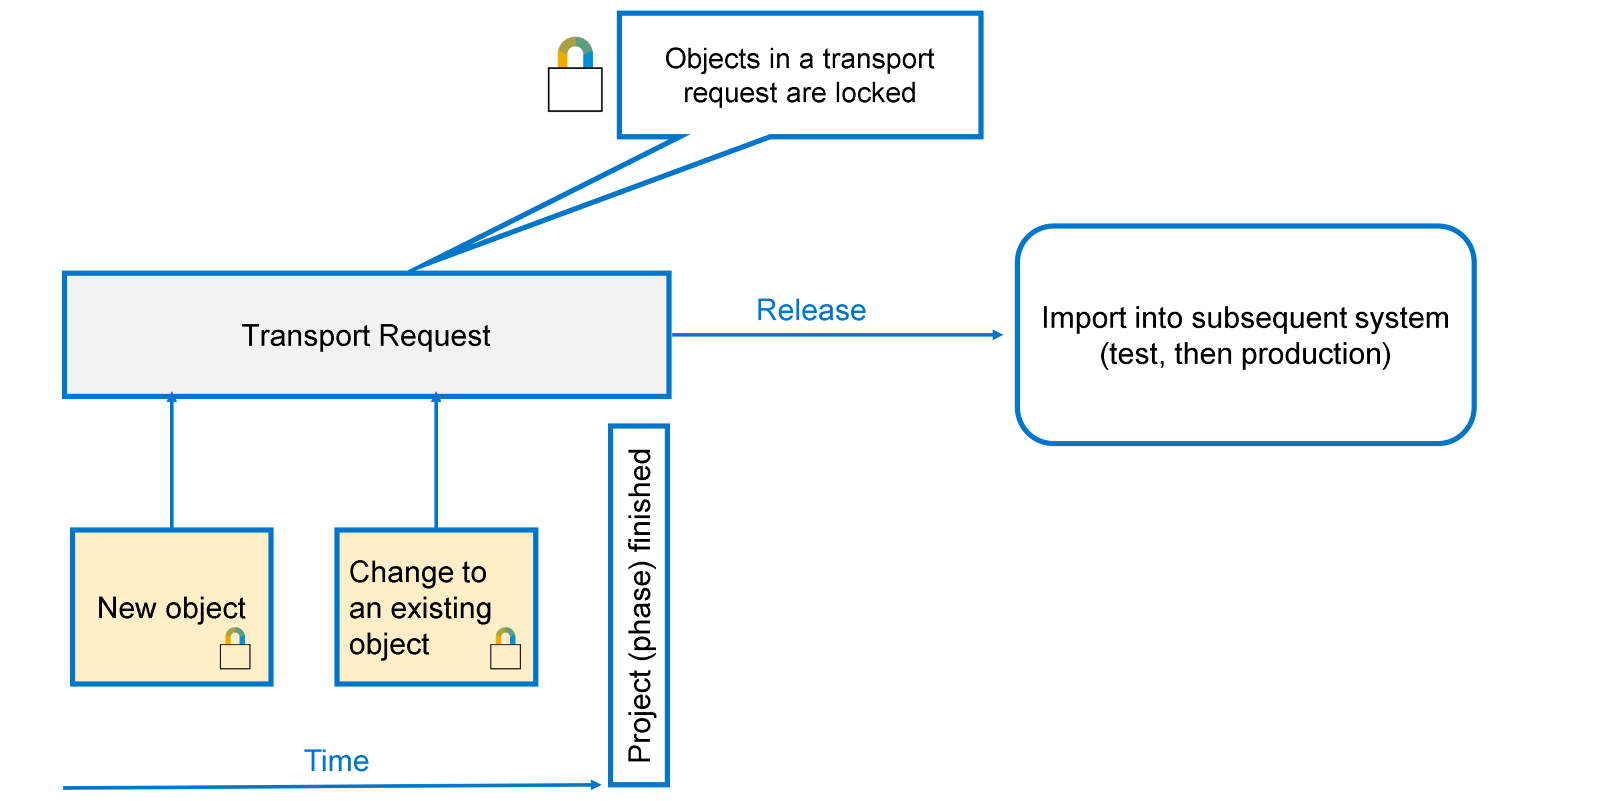 Objects in a transport
request are locked
Transport Request
Release
Import into subsequent system
(test, then production)
New object
Change to
an existing
object
Project (phase) finished
Time